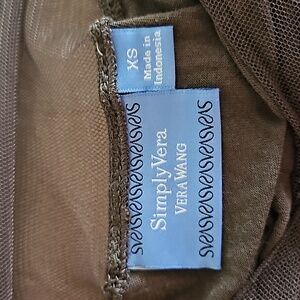 XS
Made in
Indonesia
SimplyVera
VERA WANG